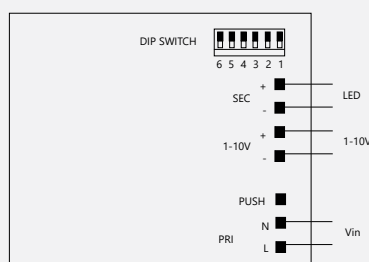 DIP SWITCH
6 5 4 3 2 1
+
SEC
-
LED
+
1-10V
-
1-10V
PUSH
N
PRI
L
Vin